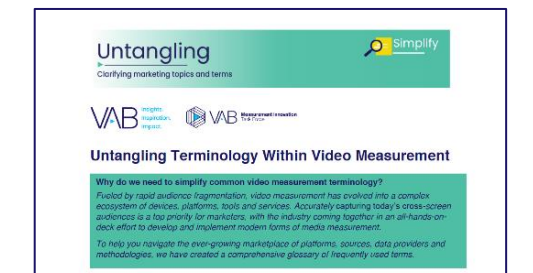 Untangling
Clarifying marketing topics and terms
Simplify
VAB Insights. Inspiration. Impact.
VAB Measurement Innovation Task Force
Untangling Terminology Within Video Measurement
Why do we need to simplify common video measurement terminology?
Fueled by rapid audience fragmentation, video measurement has evolved into a complex
ecosystem of devices, platforms, tools and services. Accurately capturing today's cross-screen
audiences is a top priority for marketers, with the industry coming together in an all-hands-on-
deck effort to develop and implement modern forms of media measurement.
To help you navigate the ever-growing marketplace of platforms, sources, data providers and
methodologies, we have created a comprehensive glossary of frequently used terms.